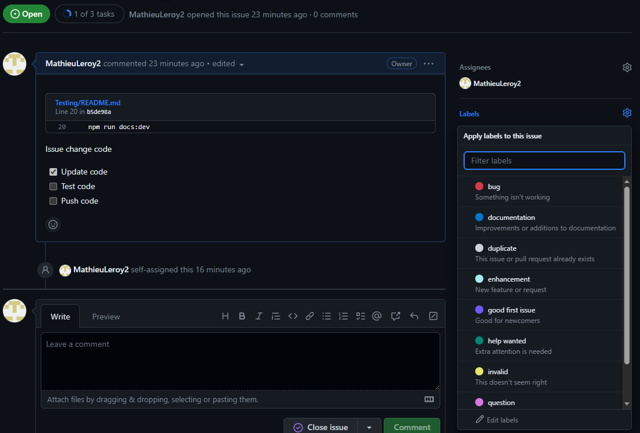 Open
1 of 3 tasks
MathieuLeroy2 opened this issue 23 minutes ago · 0 comments
MathieuLeroy2 commented 23 minutes ago • edited
Owner
Testing/README.md
Line 20 in b5de98a
20 npm run docs:dev
Issue change code
Update code
Test code
Push code
MathieuLeroy2 self-assigned this 16 minutes ago
Write
Preview
Leave a comment
Attach files by dragging & dropping, selecting or pasting them.
Close issue
Comment
Assignees
MathieuLeroy2
Labels
Apply labels to this issue
Filter labels
bug
Something isn't working
documentation
Improvements or additions to documentation
duplicate
This issue or pull request already exists
enhancement
New feature or request
good first issue
Good for newcomers
help wanted
Extra attention is needed
invalid
This doesn't seem right
question
Edit labels